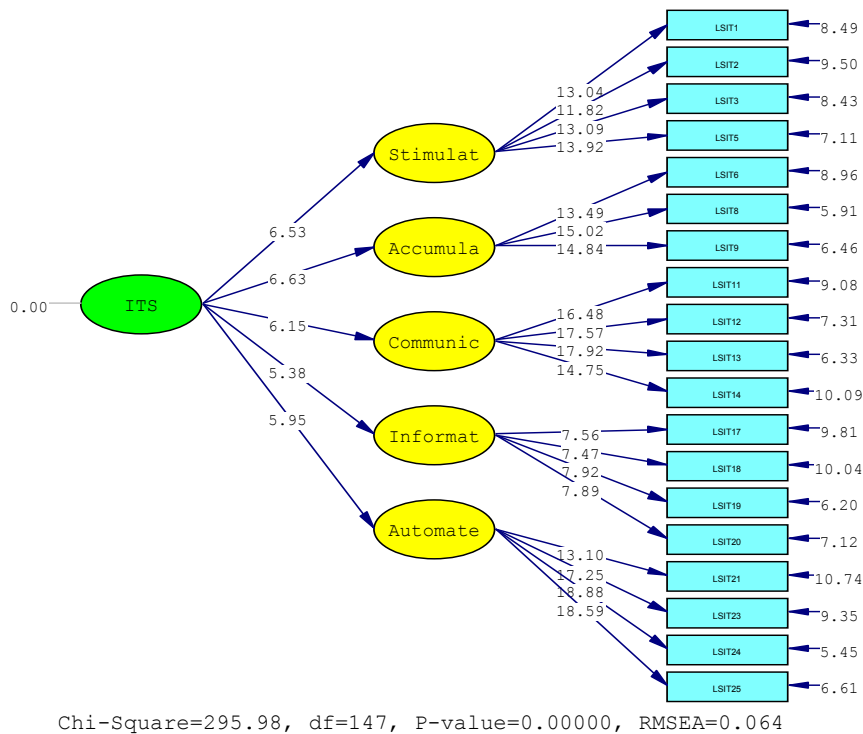 LSIT1 8.49
LSIT2 9.50
13.04
11.82
LSIT3 8.43
13.09
13.92
LSIT5 7.11
Stimulat
LSIT6 8.96
LSIT8 5.91
13.49
15.02
14.84
6.53
Accumula
LSIT9 6.46
6.63
LSIT11 9.08
0.00 ITS
16.48
17.57
17.92
14.75
LSIT12 7.31
6.15
Communic
LSIT13 6.33
5.38
LSIT14 10.09
5.95
LSIT17 9.81
Informat
7.56
7.47
7.92
7.89
LSIT18 10.04
LSIT19 6.20
Automate
LSIT20 7.12
13.10
17.25
18.88
18.59
LSIT21 10.74
LSIT23 9.35
LSIT24 5.45
LSIT25 6.61
Chi-Square=295.98, df=147, P-value=0.00000, RMSEA=0.064